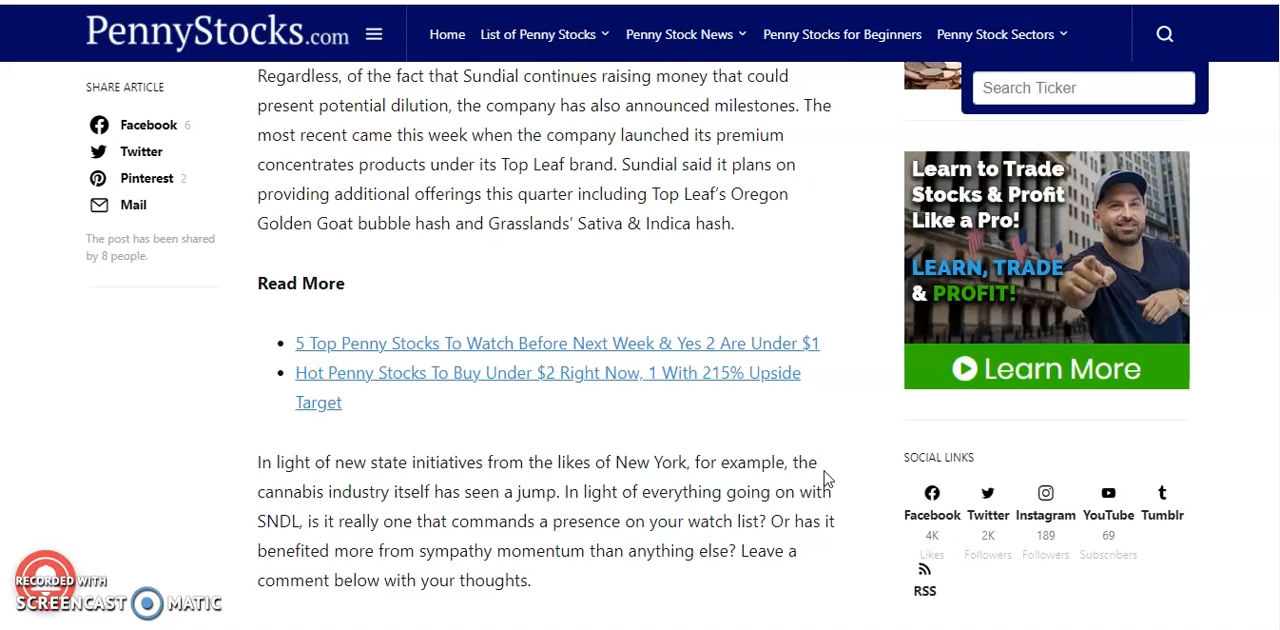 PennyStocks.com
Home
List of Penny Stocks
Penny Stock News
Penny Stocks for Beginners
Penny Stock Sectors
SHARE ARTICLE
Facebook 6
Twitter
Pinterest 2
Mail
The post has been shared
by 8 people.
Regardless, of the fact that Sundial continues raising money that could
present potential dilution, the company has also announced milestones. The
most recent came this week when the company launched its premium
concentrates products under its Top Leaf brand. Sundial said it plans on
providing additional offerings this quarter including Top Leaf’s Oregon
Golden Goat bubble hash and Grasslands’ Sativa & Indica hash.
Read More
5 Top Penny Stocks To Watch Before Next Week & Yes 2 Are Under $1
Hot Penny Stocks To Buy Under $2 Right Now, 1 With 215% Upside
Target
In light of new state initiatives from the likes of New York, for example, the
cannabis industry itself has seen a jump. In light of everything going on with
SNDL, is it really one that commands a presence on your watch list? Or has it
benefited more from sympathy momentum than anything else? Leave a
comment below with your thoughts.
Search Ticker
Learn to Trade
Stocks & Profit
Like a Pro!
LEARN, TRADE
& PROFIT!
Learn More
SOCIAL LINKS
Facebook
4K
Likes
Twitter
2K
Followers
Instagram
189
Followers
YouTube
69
Subscribers
Tumblr
RSS
RECORDED WITH
SCREENCAST MATIC